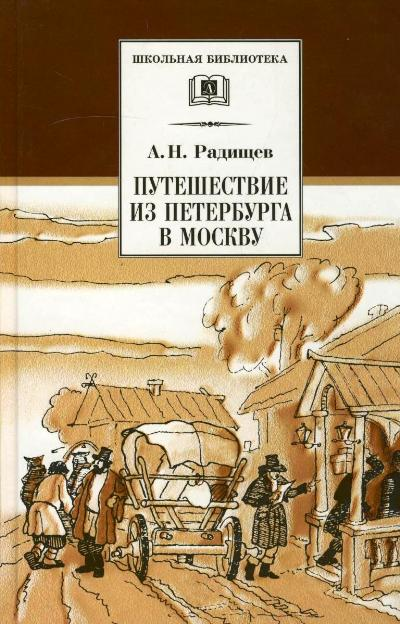 ШКОЛЬНАЯ БИБЛИОТЕКА
А. Н. Радищев
ПУТЕШЕСТВИЕ
ИЗ ПЕТЕРБУРГА
В МОСКВУ